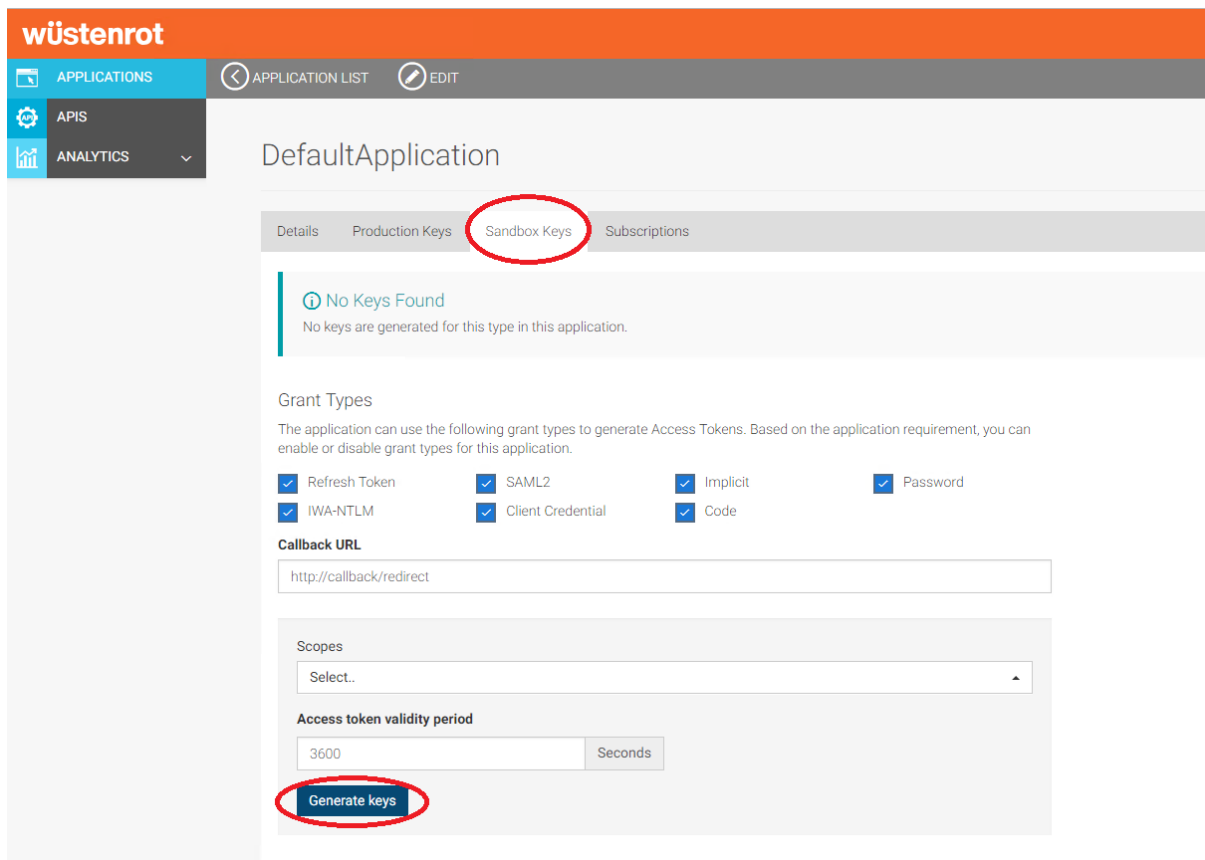 wüstenrot
APPLICATIONS
APPLICATION LIST
EDIT
APIS
ANALYTICS
DefaultApplication
Details
Production Keys
Sandbox Keys
Subscriptions
No Keys Found
No keys are generated for this type in this application.
Grant Types
The application can use the following grant types to generate Access Tokens. Based on the application requirement, you can
enable or disable grant types for this application.
Refresh Token
SAML2
Implicit
Password
IWA-NTLM
Client Credential
Code
Callback URL
http://callback/redirect
Scopes
Select..
Access token validity period
3600
Seconds
Generate keys